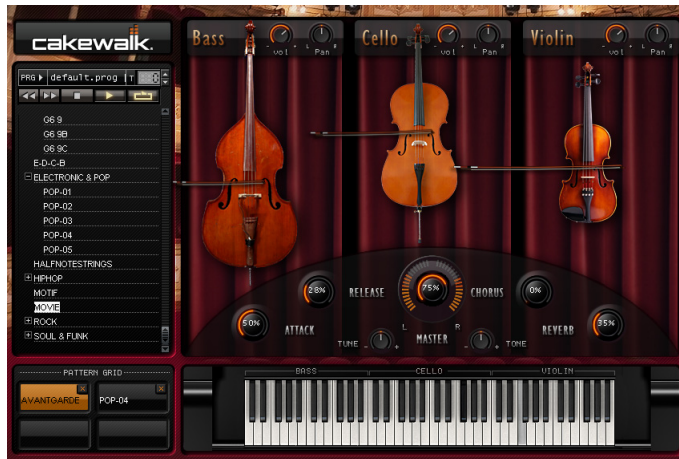 cakewalk.
PRG default.prog T
G6 9
G6 9B
G6 9C
E-D-C-B
ELECTRONIC & POP
POP-01
POP-02
POP-03
POP-04
POP-05
HALFNOTESTRINGS
HIPHOP
MOTIF
MOVIE
ROCK
SOUL & FUNK
PATTERN GRID
AVANTGARDE
POP-04
Bass
- vol +
L Pan R
Cello
- vol +
L Pan R
Violin
- vol +
L Pan R
28% RELEASE 75% CHORUS 0%
50% ATTACK L R REVERB 35%
TUNE - + MASTER - + TONE
BASS CELLO VIOLIN